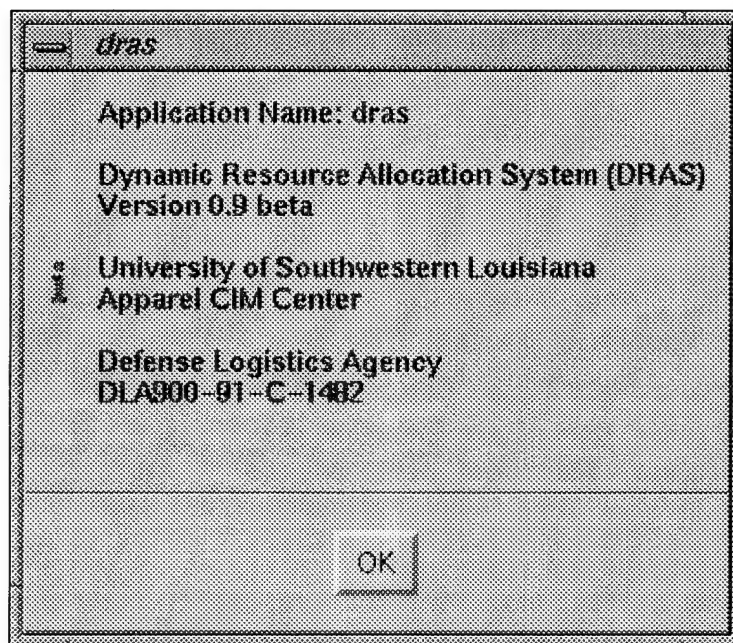 dras
Application Name: dras
Dynamic Resource Allocation System (DRAS)
Version 0.9 beta
University of Southwestern Louisiana
Apparel CIM Center
Defense Logistics Agency
DLA900-91-C-1482
OK